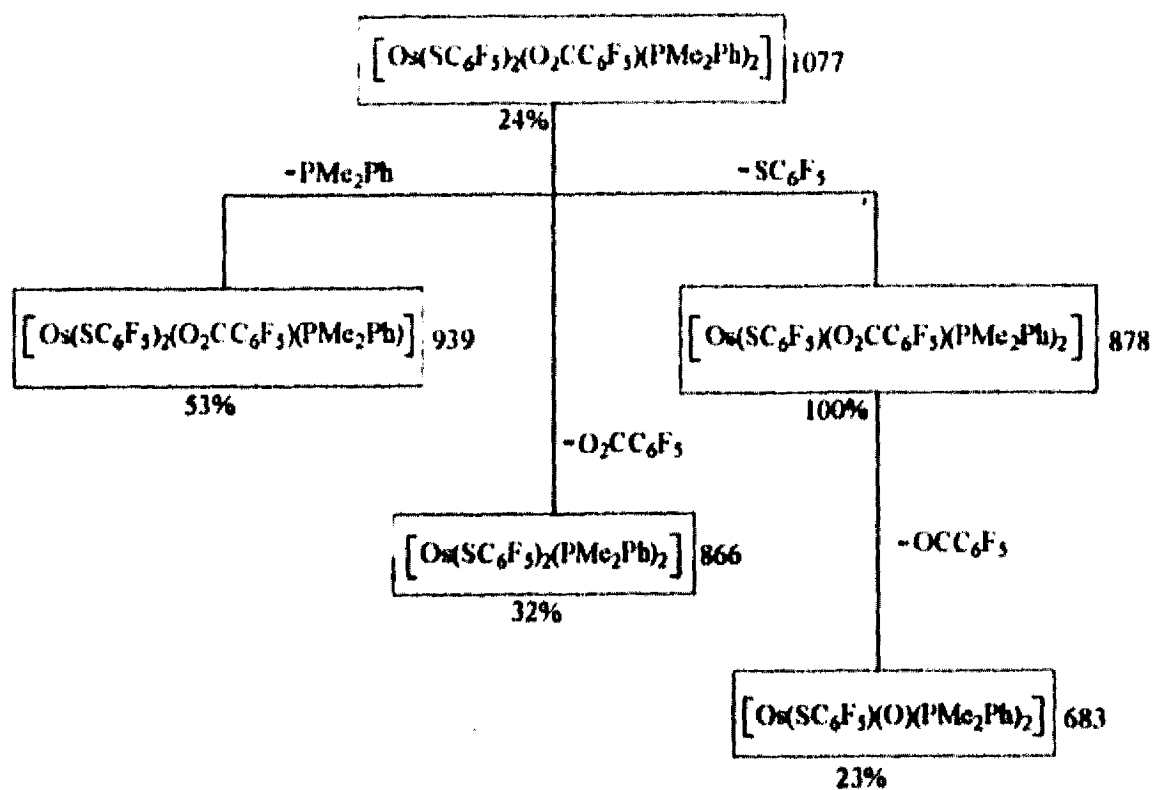 [Os(SC₆F₅)₂(O₂CC₆F₅)(PMe₂Ph)₂] 1077
24%
-PMe₂Ph
-SC₆F₅
[Os(SC₆F₅)₂(O₂CC₆F₅)(PMe₂Ph)] 939
[Os(SC₆F₅)(O₂CC₆F₅)(PMe₂Ph)₂] 878
53%
100%
-O₂CC₆F₅
-OCC₆F₅
[Os(SC₆F₅)₂(PMe₂Ph)₂] 866
32%
[Os(SC₆F₅)(O)(PMe₂Ph)₂] 683
23%